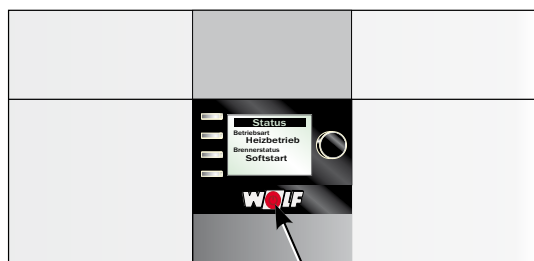 Status
Betriebsart
Heizbetrieb
Brennerstatus
Softstart
WOLF